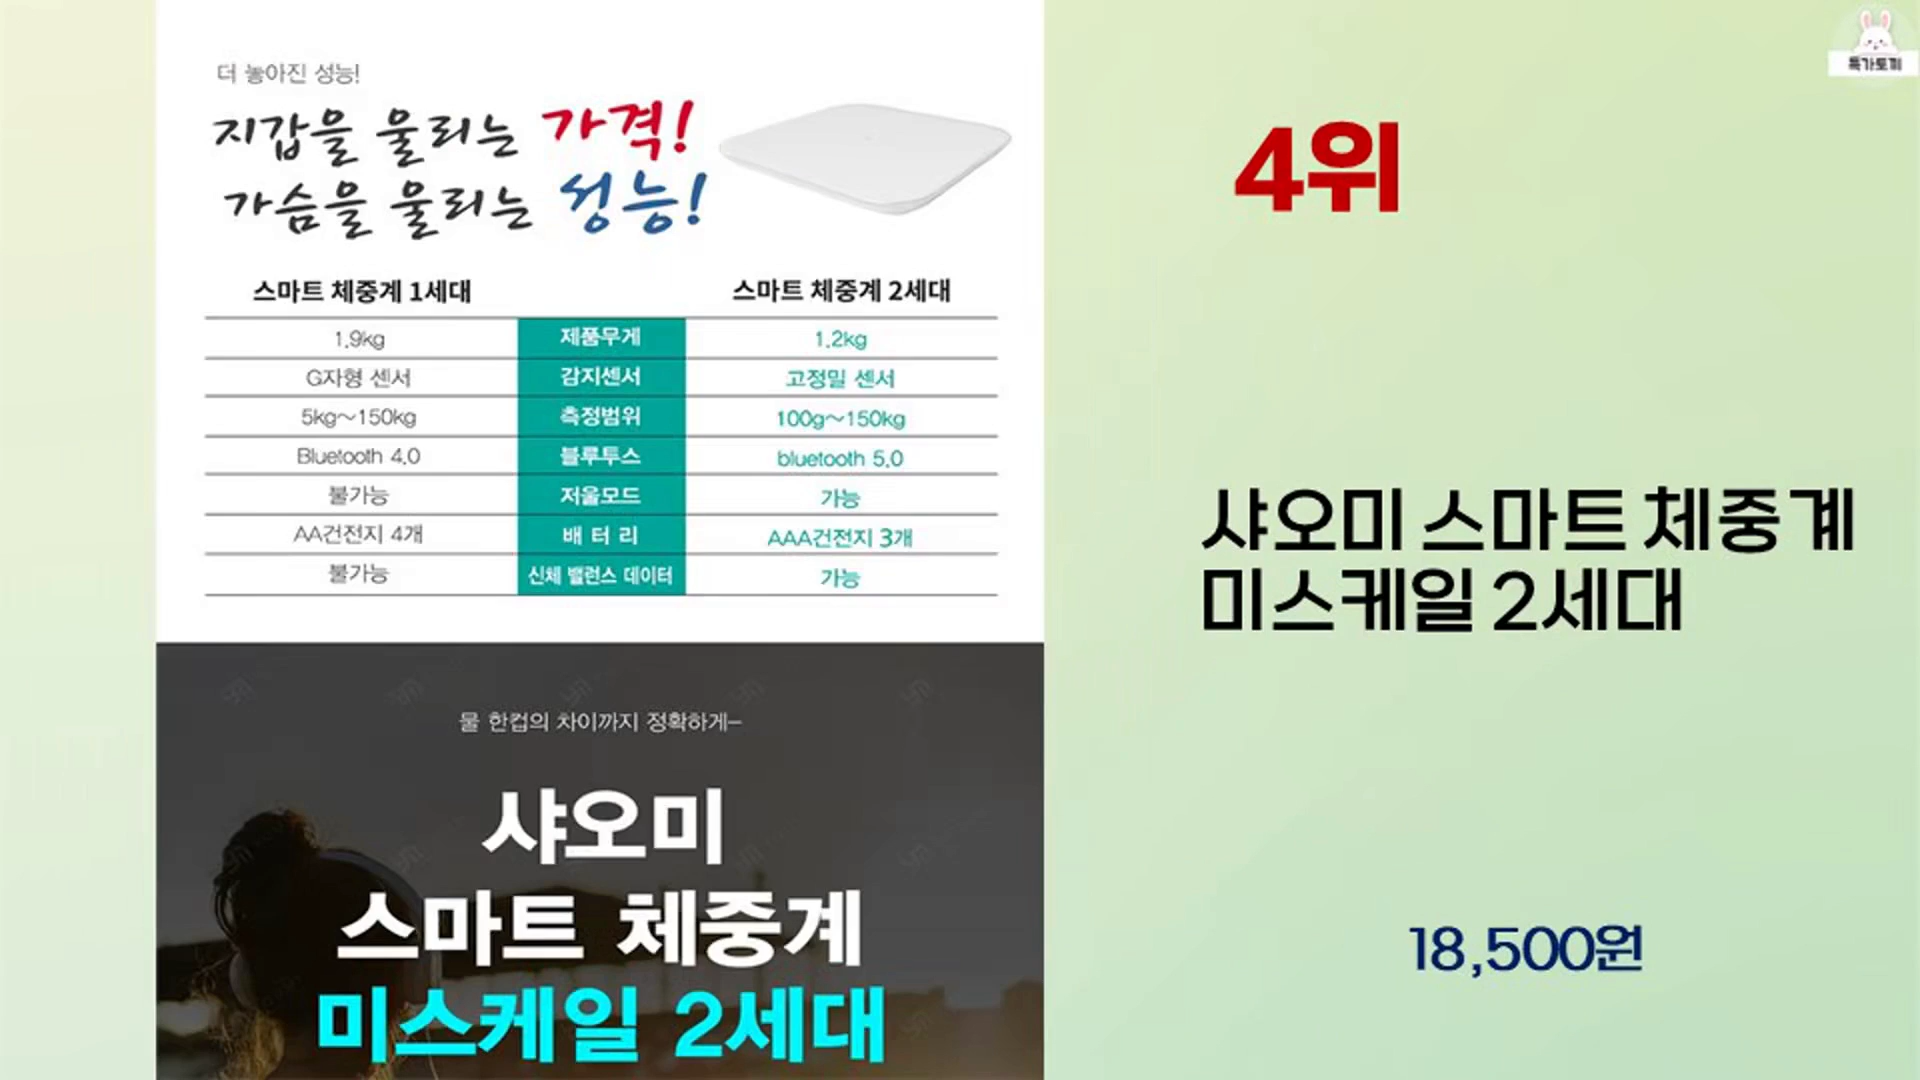 더 놓아진 성능!
지갑을 울리는 가격!
가슴을 울리는 성능!
스마트 체중계 1세대 스마트 체중계 2세대
1.9kg 제품무게 1.2kg
G자형 센서 감지센서 고정밀 센서
5kg~150kg 측정범위 100g~150kg
Bluetooth 4.0 블루투스 bluetooth 5.0
불가능 저울모드 가능
AA건전지 4개 배 터 리 AAA건전지 3개
불가능 신체 밸런스 데이터 가능
물 한컵의 차이까지 정확하게-
샤오미
스마트 체중계
미스케일 2세대
특가토끼
4위
샤오미 스마트 체중계
미스케일 2세대
18,500원